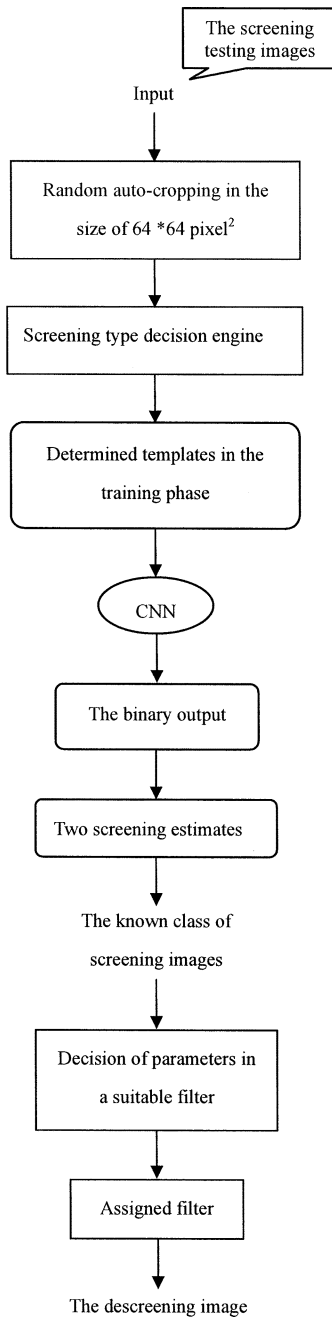 The screening
testing images
Input
Random auto-cropping in the
size of 64 *64 pixel²
Screening type decision engine
Determined templates in the
training phase
CNN
The binary output
Two screening estimates
The known class of
screening images
Decision of parameters in
a suitable filter
Assigned filter
The descreening image